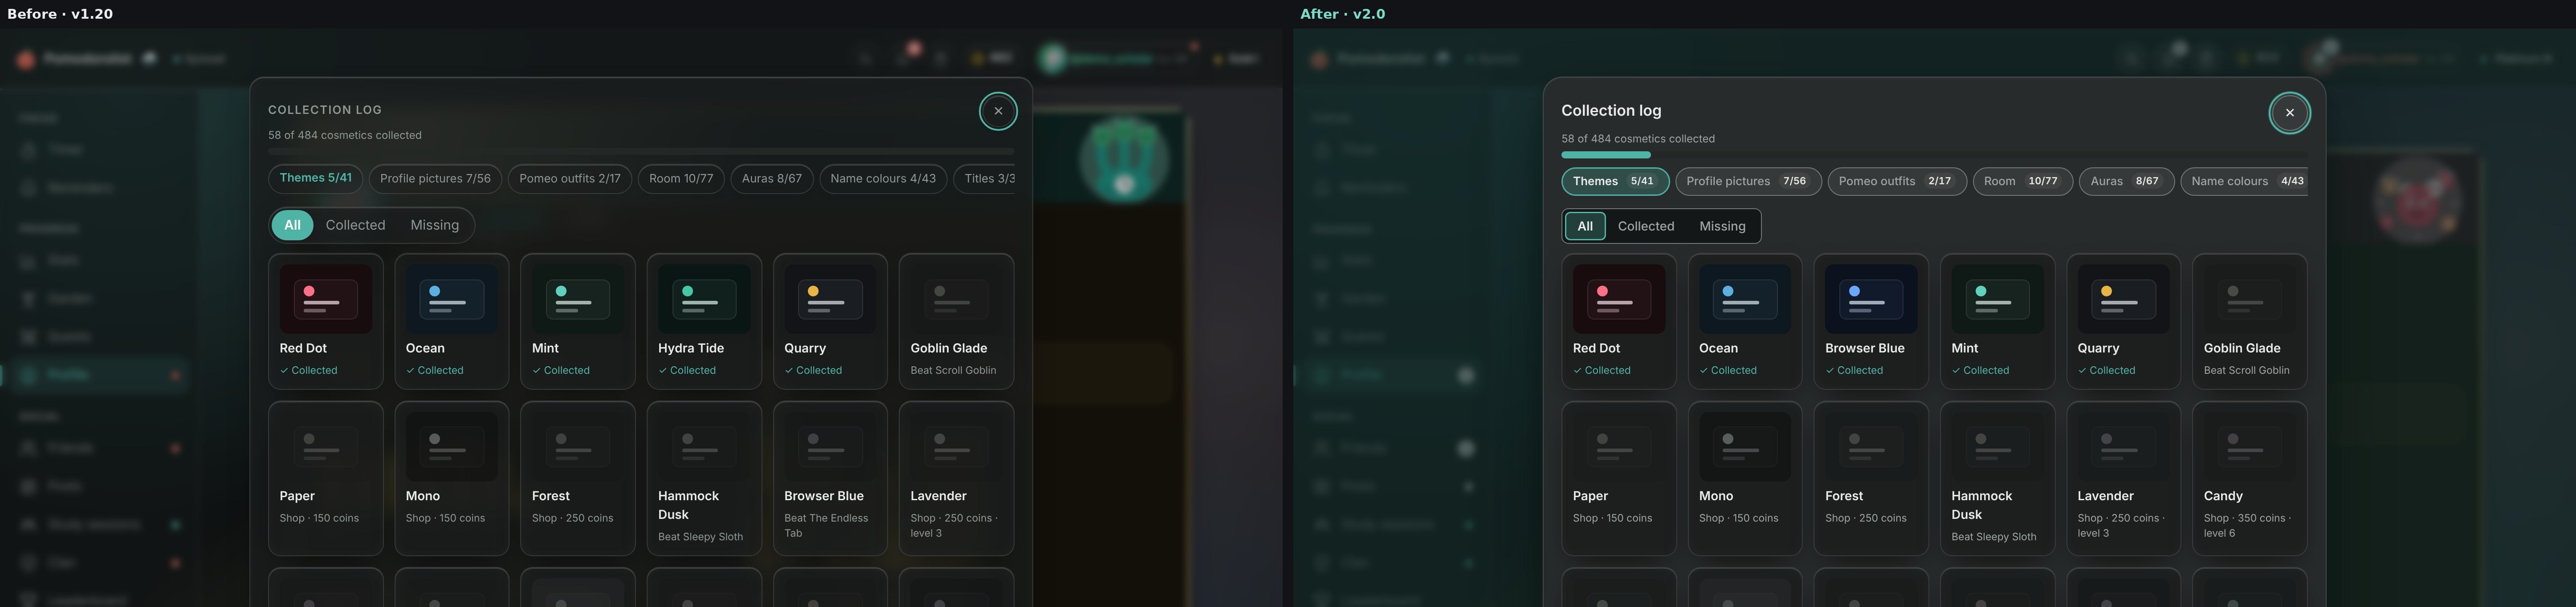 Before · v1.20
COLLECTION LOG
58 of 484 cosmetics collected
Themes 5/41
Profile pictures 7/56
Pomeo outfits 2/17
Room 10/77
Auras 8/67
Name colours 4/43
Titles 3/3
All
Collected
Missing
Red Dot
✓ Collected
Ocean
✓ Collected
Mint
✓ Collected
Hydra Tide
✓ Collected
Quarry
✓ Collected
Goblin Glade
Beat Scroll Goblin
Paper
Shop · 150 coins
Mono
Shop · 150 coins
Forest
Shop · 250 coins
Hammock
Dusk
Beat Sleepy Sloth
Browser Blue
Beat The Endless
Tab
Lavender
Shop · 250 coins ·
level 3
After · v2.0
Collection log
58 of 484 cosmetics collected
Themes 5/41
Profile pictures 7/56
Pomeo outfits 2/17
Room 10/77
Auras 8/67
Name colours 4/43
All
Collected
Missing
Red Dot
✓ Collected
Ocean
✓ Collected
Browser Blue
✓ Collected
Mint
✓ Collected
Quarry
✓ Collected
Goblin Glade
Beat Scroll Goblin
Paper
Shop · 150 coins
Mono
Shop · 150 coins
Forest
Shop · 250 coins
Hammock
Dusk
Beat Sleepy Sloth
Lavender
Shop · 250 coins ·
level 3
Candy
Shop · 350 coins ·
level 6